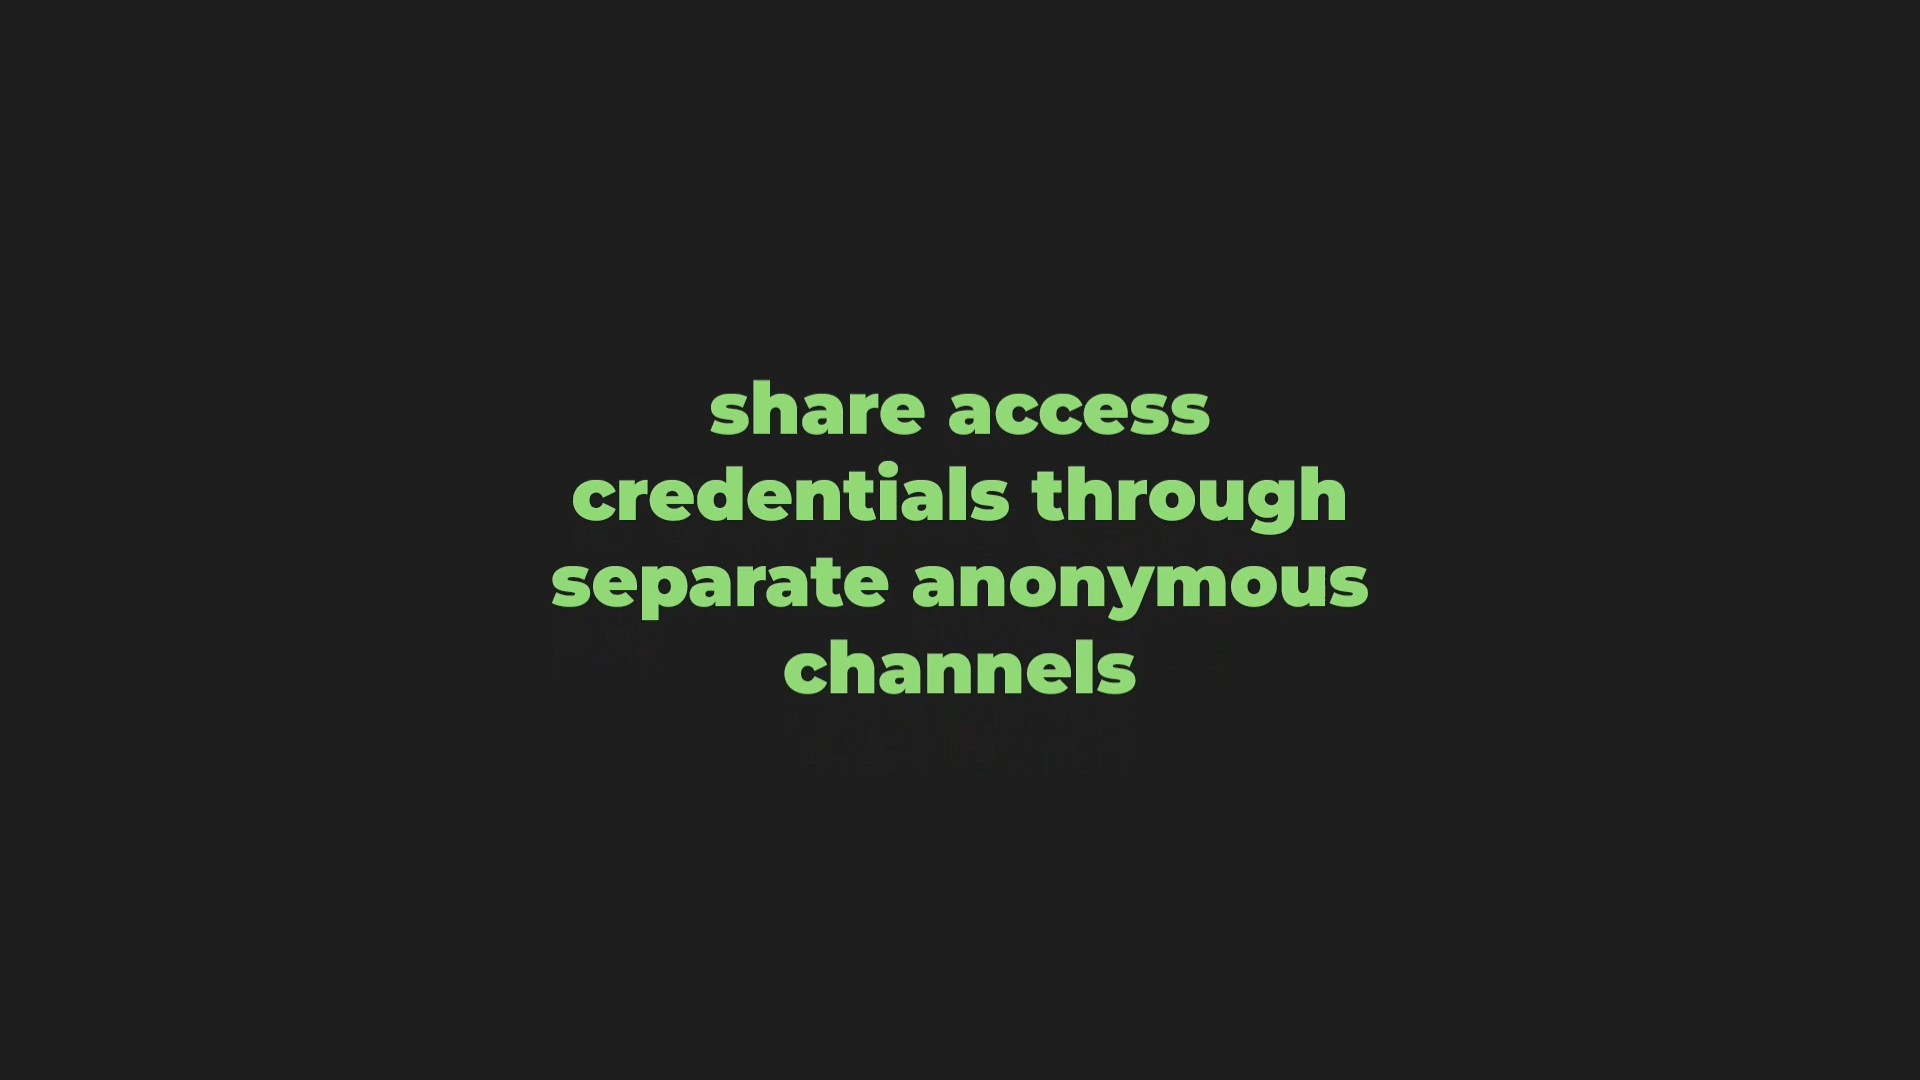 share access
credentials through
separate anonymous
channels